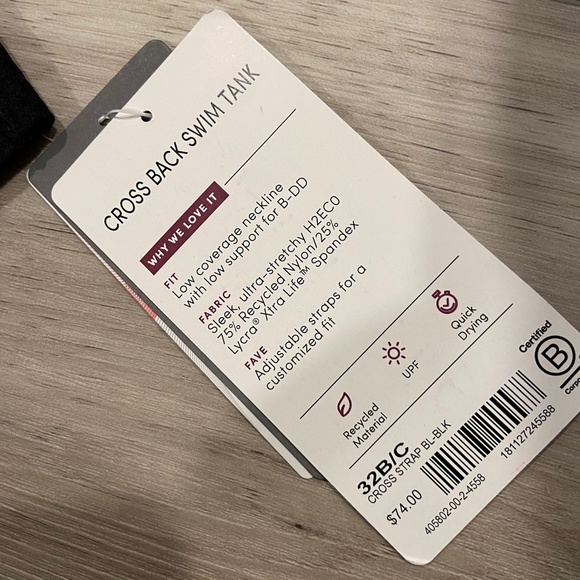 CROSS BACK SWIM TANK
WHY WE LOVE IT
FIT
Low coverage neckline
with low support for B-DD
FABRIC
Sleek, ultra-stretchy H2ECO
75% Recycled Nylon/25%
Lycra® Xtra Life™ Spandex
FAVE
Adjustable straps for a
customized fit
Recycled
Material
UPF
Quick
Drying
Certified
B
32B/C
CROSS STRAP BL-BLK
$74.00
405802-00-2-4558
181127245588